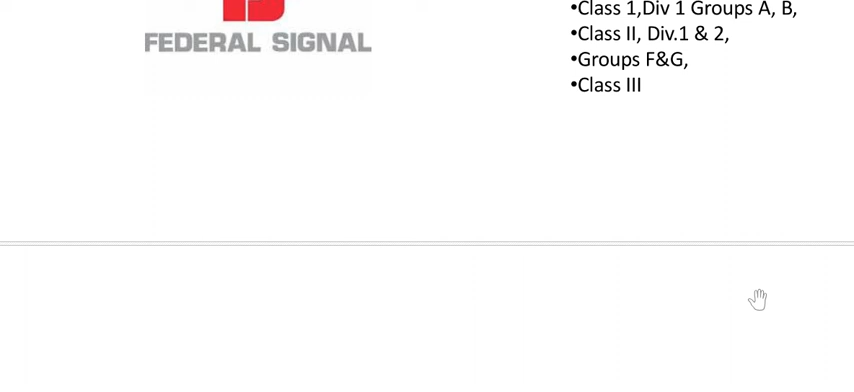 •Class 1,Div 1 Groups A, B,
•Class II, Div.1 & 2,
•Groups F&G,
•Class III
FEDERAL SIGNAL